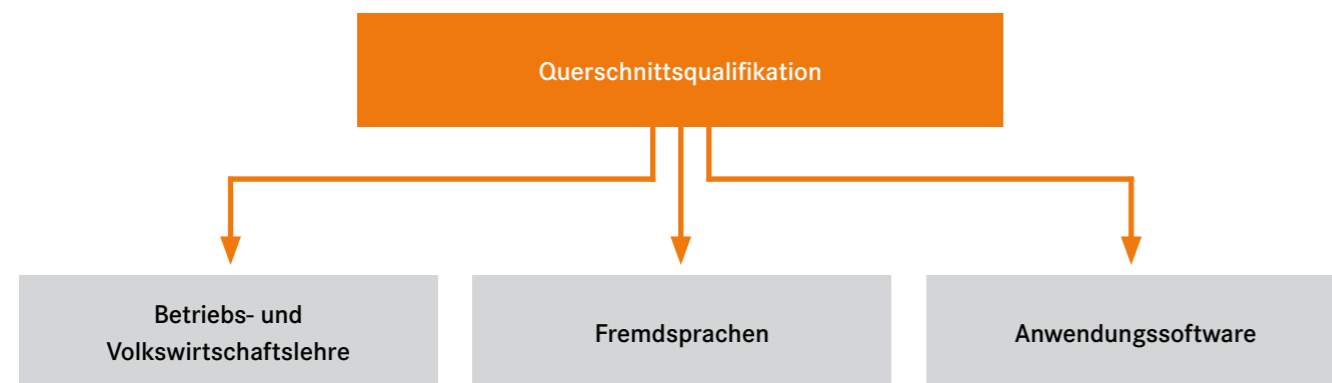 Querschnittsqualifikation
Betriebs- und
Volkswirtschaftslehre
Fremdsprachen
Anwendungssoftware